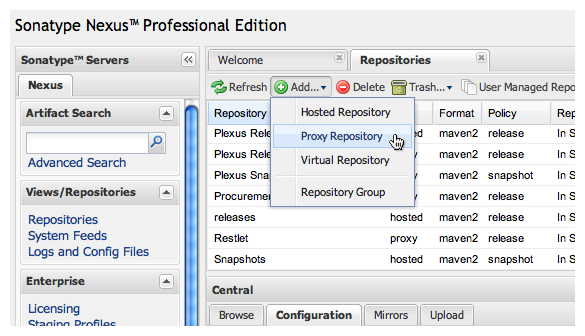 Sonatype Nexus™ Professional Edition
Sonatype™ Servers
Welcome
Repositories
Nexus
Refresh
Add...
Delete
Trash...
User Managed Repo
Artifact Search
Repository
Format
Policy
Rep
Hosted Repository
Proxy Repository
Virtual Repository
Repository Group
Plexus Rele
ed
maven2
release
In S
Advanced Search
Plexus Rele
maven2
release
In S
Plexus Sna
maven2
snapshot
In S
Views/Repositories
Procuremen
maven2
release
In S
Repositories
releases
hosted
maven2
release
In S
System Feeds
Restlet
proxy
maven2
release
In S
Logs and Config Files
Snapshots
hosted
maven2
snapshot
In S
Enterprise
Central
Licensing
Browse
Configuration
Mirrors
Upload
Staging Profiles